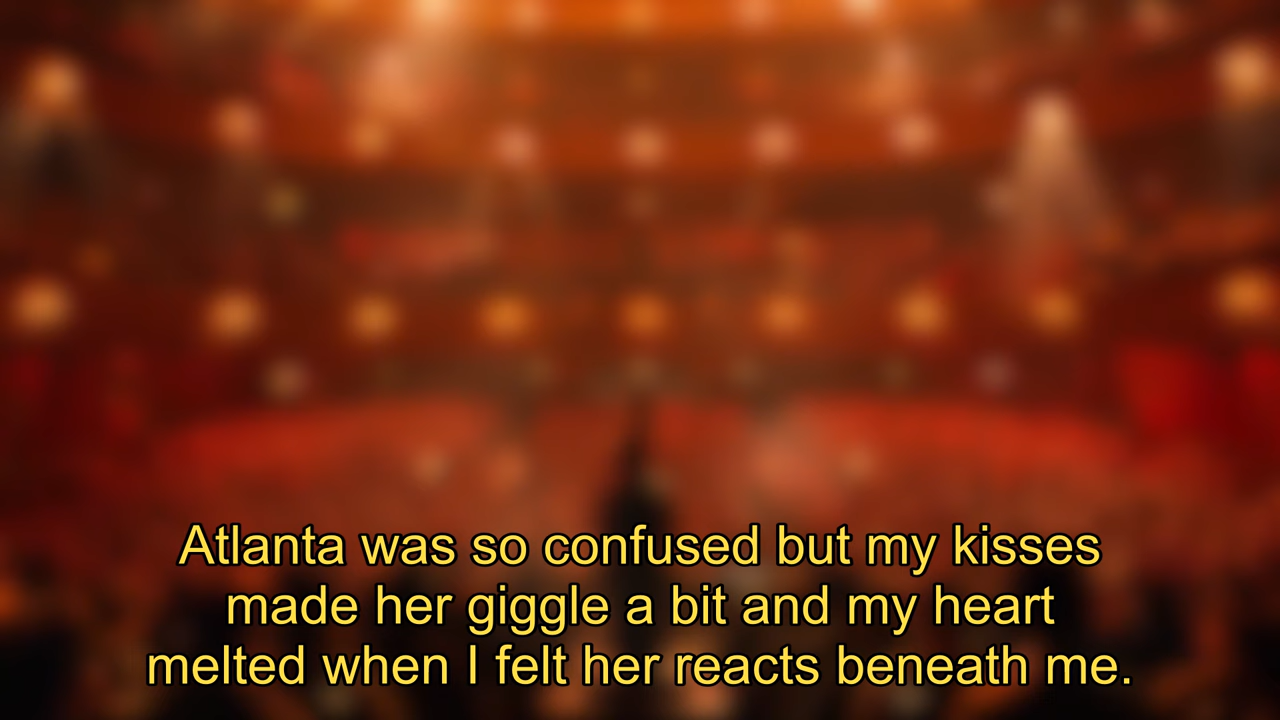 Atlanta was so confused but my kisses
made her giggle a bit and my heart
melted when I felt her reacts beneath me.